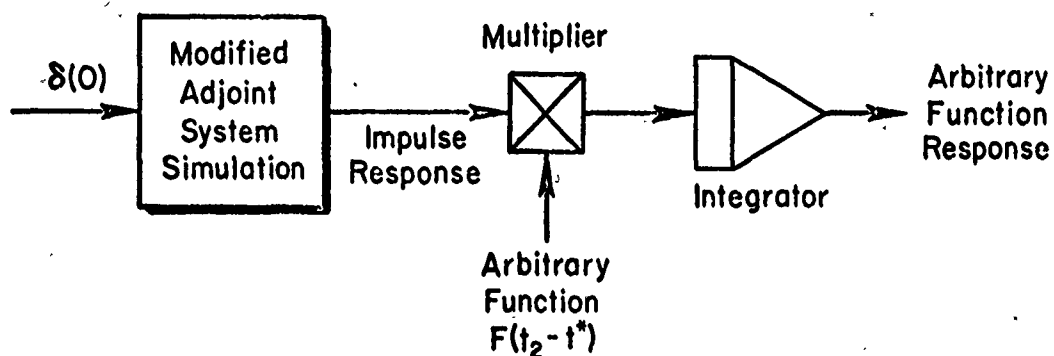 δ(0)
Modified
Adjoint
System
Simulation
Impulse
Response
Multiplier
Arbitrary
Function
F(t₂-t*)
Integrator
Arbitrary
Function
Response